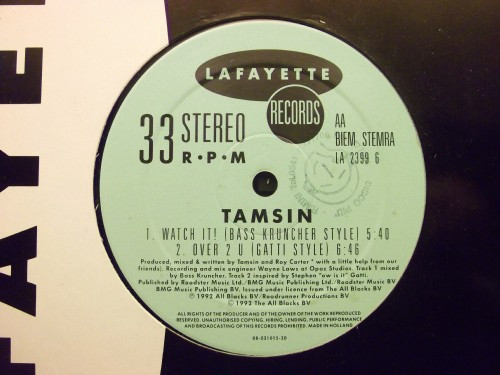 LAFAYETTE
RECORDS
33 STEREO
R·P·M
AA
BIEM STEMRA
LA 2399 6
TAMSIN
1. WATCH IT! (BASS KRUNCHER STYLE) 5:40
2. OVER 2 U (GATTI STYLE) 6:46
Produced, mixed & written by Tamsin and Ray Carter " with a little help from our
friends). Recording and mix engineer Wayne Laws at Opaz Studios. Track 1 mixed
by Bass Kruncher. Track 2 inspired by Stephen "ow is it" Gatti.
Published by Roadster Music Ltd./BMG Music Publishing Ltd./Roadster Music BV
BMG Music Publishing BV. Issued under licence from The All Blacks BV
℗ 1992 All Blacks BV/Roadrunner Productions BV
© 1992 The All Blacks BV
ALL RIGHTS OF THE PRODUCER AND OF THE OWNER OF THE WORK REPRODUCED
RESERVED. UNAUTHORISED COPYING, HIRING, LENDING, PUBLIC PERFORMANCE
AND BROADCASTING OF THIS RECORD PROHIBITED. MADE IN HOLLAND
08-031015-20
FAYE